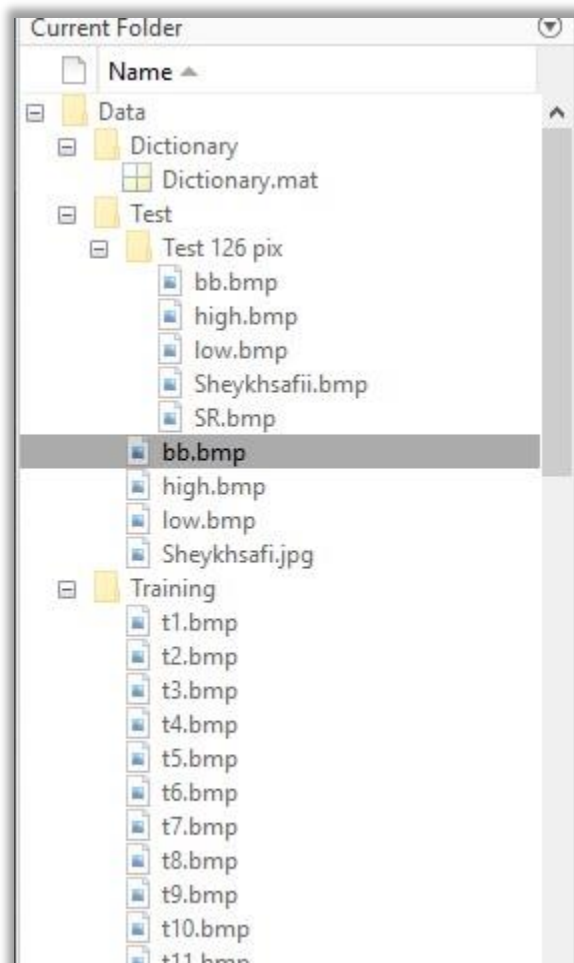 Current Folder
Name
Data
Dictionary
Dictionary.mat
Test
Test 126 pix
bb.bmp
high.bmp
low.bmp
Sheykhsafii.bmp
SR.bmp
bb.bmp
high.bmp
low.bmp
Sheykhsafi.jpg
Training
t1.bmp
t2.bmp
t3.bmp
t4.bmp
t5.bmp
t6.bmp
t7.bmp
t8.bmp
t9.bmp
t10.bmp
t11.bmp